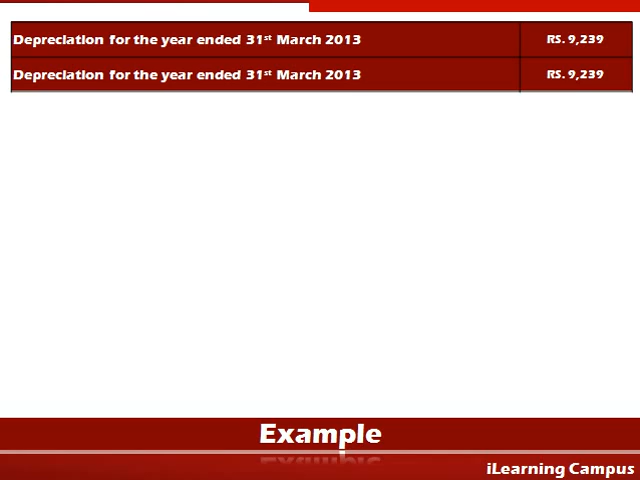 Depreciation for the year ended 31st March 2013 RS. 9,239
Depreciation for the year ended 31st March 2013 RS. 9,239
Example
iLearning Campus